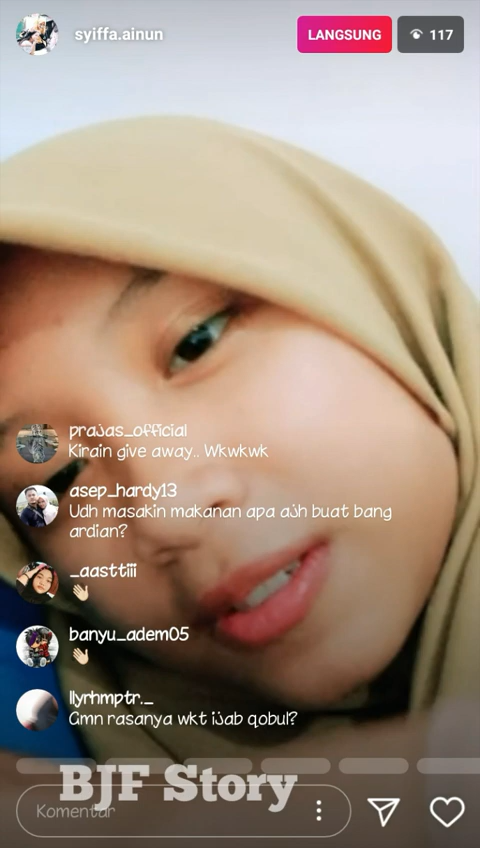 syiffa.ainun
LANGSUNG
117
prajas_official
Kirain give away.. Wkwkwk
asep_hardy13
Udh masakin makanan apa ajh buat bang
ardian?
_aasttiii
banyu_adem05
llyrhmptr._
Gmn rasanya wkt ijab qobul?
BJF Story
Komentar